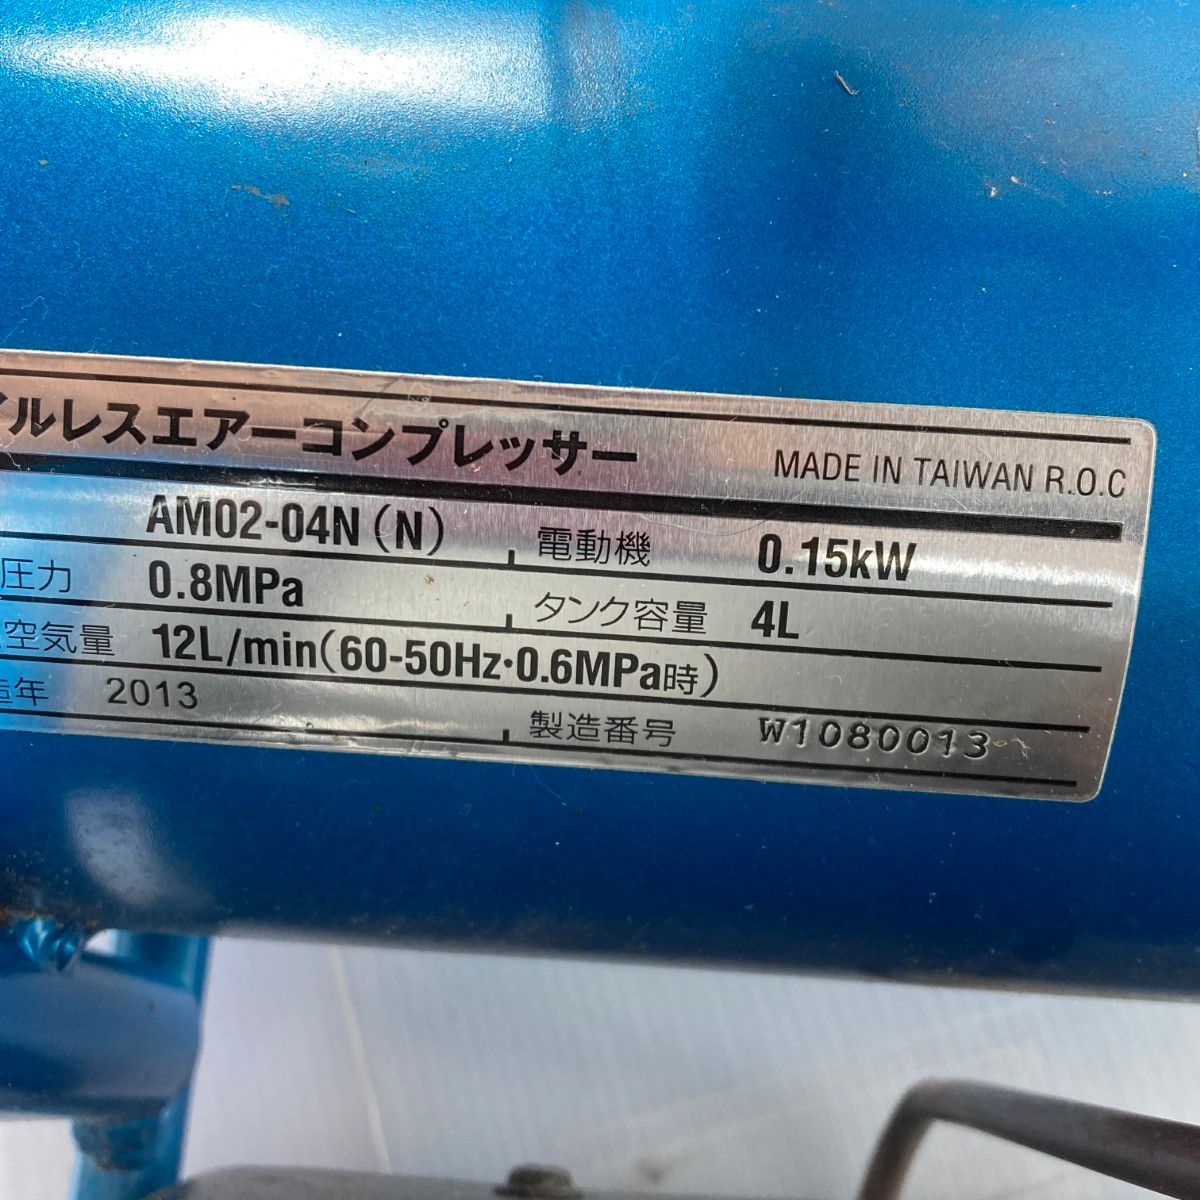 イルレスエアーコンプレッサー MADE IN TAIWAN R.O.C
AM02-04N (N) 電動機 0.15kW
圧力 0.8MPa タンク容量 4L
空気量 12L/min(60-50Hz･0.6MPa時)
造年 2013 製造番号 W1080013